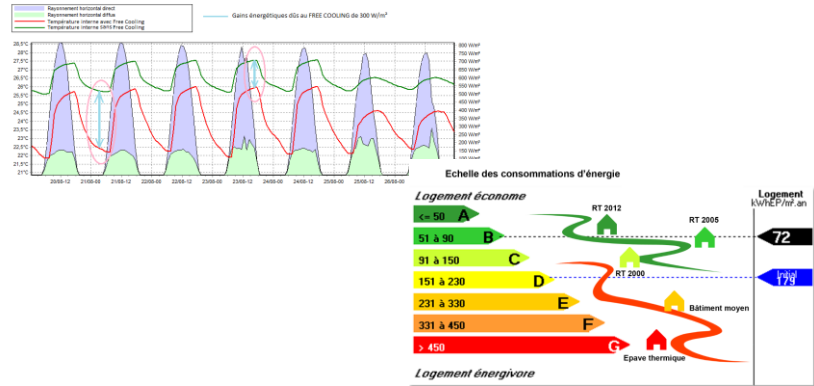 Rayonnement horizontal direct
Rayonnement horizontal diffus
Température interne avec Free Cooling
Température interne sans Free Cooling
Gains énergétiques dûs au FREE COOLING de 300 W/m²
28,5°C
28°C
27,5°C
27°C
26,5°C
26°C
25,5°C
25°C
24,5°C
24°C
23,5°C
23°C
22,5°C
22°C
21,5°C
21°C
800 W/m²
750 W/m²
700 W/m²
650 W/m²
600 W/m²
550 W/m²
500 W/m²
450 W/m²
400 W/m²
350 W/m²
300 W/m²
250 W/m²
200 W/m²
150 W/m²
20/08-12
21/08-00
21/08-12
22/08-00
22/08-12
23/08-00
23/08-12
24/08-00
24/08-12
25/08-00
25/08-12
26/08-00
Echelle des consommations d'énergie
Logement économe
Logement
kWhEP/m².an
<= 50 A
51 à 90 B
91 à 150 C
151 à 230 D
231 à 330 E
331 à 450 F
> 450 G
RT 2012
RT 2005
RT 2000
Bâtiment moyen
Epave thermique
72
Initial
179
Logement énergivore